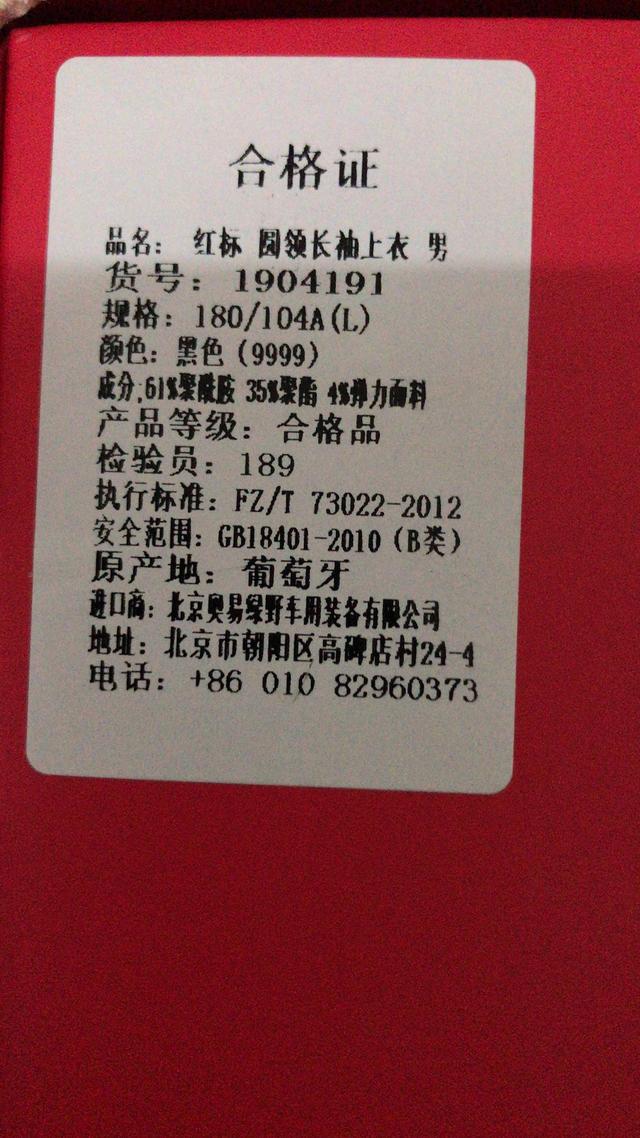 合格证
品名： 红标 圆领长袖上衣 男
货号： 1904191
规格：180/104A(L)
颜色：黑色（9999）
成分:61%聚酰胺 35%聚酯 4%弹力面料
产品等级：合格品
检验员：189
执行标准：FZ/T 73022-2012
安全范围：GB18401-2010（B类）
原产地：葡萄牙
进口商：北京奥易绿野车用装备有限公司
地址：北京市朝阳区高碑店村24-4
电话：+86 010 82960373